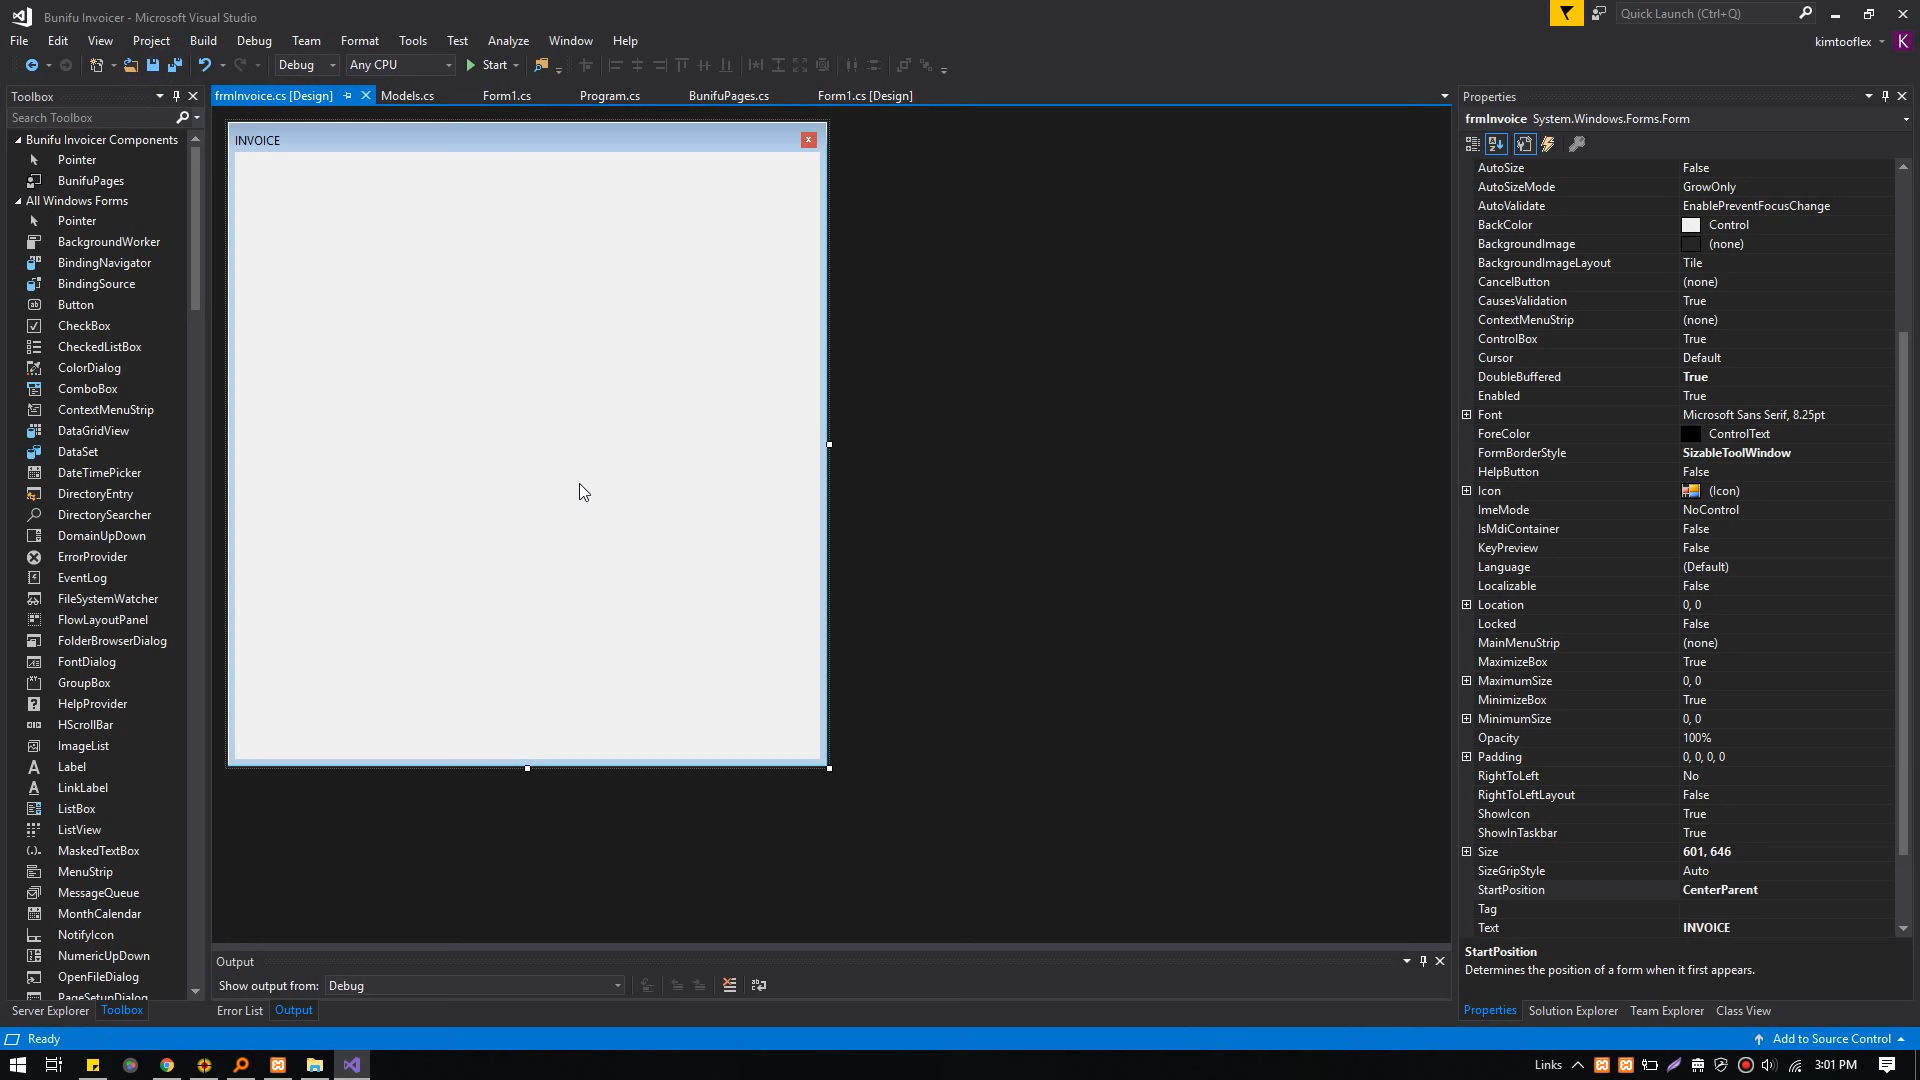 Bunifu Invoicer - Microsoft Visual Studio
Quick Launch (Ctrl+Q)
File Edit View Project Build Debug Team Format Tools Test Analyze Window Help
kimtooflex K
Debug Any CPU Start
Toolbox
Search Toolbox
Bunifu Invoicer Components
Pointer
BunifuPages
All Windows Forms
Pointer
BackgroundWorker
BindingNavigator
BindingSource
Button
CheckBox
CheckedListBox
ColorDialog
ComboBox
ContextMenuStrip
DataGridView
DataSet
DateTimePicker
DirectoryEntry
DirectorySearcher
DomainUpDown
ErrorProvider
EventLog
FileSystemWatcher
FlowLayoutPanel
FolderBrowserDialog
FontDialog
GroupBox
HelpProvider
HScrollBar
ImageList
Label
LinkLabel
ListBox
ListView
MaskedTextBox
MenuStrip
MessageQueue
MonthCalendar
NotifyIcon
NumericUpDown
OpenFileDialog
PageSetupDialog
Server Explorer Toolbox
frmInvoice.cs [Design] Models.cs Form1.cs Program.cs BunifuPages.cs Form1.cs [Design]
INVOICE
Output
Show output from: Debug
Error List Output
Properties
frmInvoice System.Windows.Forms.Form
AutoSize False
AutoSizeMode GrowOnly
AutoValidate EnablePreventFocusChange
BackColor Control
BackgroundImage (none)
BackgroundImageLayout Tile
CancelButton (none)
CausesValidation True
ContextMenuStrip (none)
ControlBox True
Cursor Default
DoubleBuffered True
Enabled True
Font Microsoft Sans Serif, 8.25pt
ForeColor ControlText
FormBorderStyle SizableToolWindow
HelpButton False
Icon (Icon)
ImeMode NoControl
IsMdiContainer False
KeyPreview False
Language (Default)
Localizable False
Location 0, 0
Locked False
MainMenuStrip (none)
MaximizeBox True
MaximumSize 0, 0
MinimizeBox True
MinimumSize 0, 0
Opacity 100%
Padding 0, 0, 0, 0
RightToLeft No
RightToLeftLayout False
ShowIcon True
ShowInTaskbar True
Size 601, 646
SizeGripStyle Auto
StartPosition CenterParent
Tag
Text INVOICE
StartPosition
Determines the position of a form when it first appears.
Properties Solution Explorer Team Explorer Class View
Ready
Add to Source Control
Links 3:01 PM